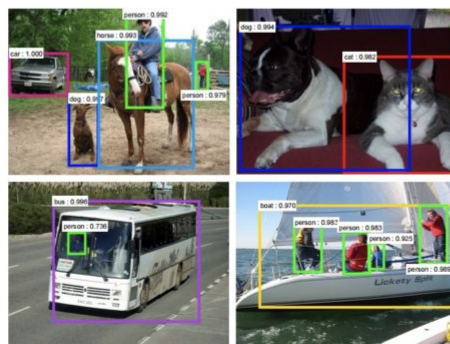 person : 0.992
horse : 0.993
car : 1.000
dog : 0.997
person : 0.979
dog : 0.994
cat : 0.982
bus : 0.996
person : 0.736
boat : 0.970
person : 0.982
person : 0.983
person : 0.925
person : 0.989
Lickety Split